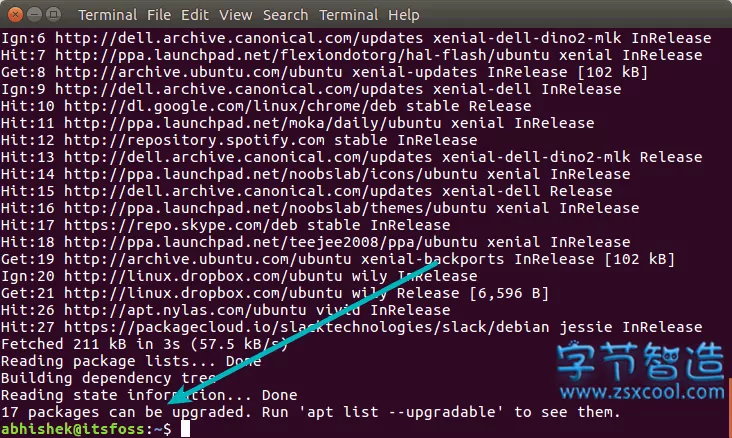 Terminal File Edit View Search Terminal Help
Ign:6 http://dell.archive.canonical.com/updates xenial-dell-dino2-mlk InRelease
Hit:7 http://ppa.launchpad.net/flexiondotorg/hal-flash/ubuntu xenial InRelease
Get:8 http://archive.ubuntu.com/ubuntu xenial-updates InRelease [102 kB]
Ign:9 http://dell.archive.canonical.com/updates xenial-dell InRelease
Hit:10 http://dl.google.com/linux/chrome/deb stable Release
Hit:11 http://ppa.launchpad.net/moka/daily/ubuntu xenial InRelease
Hit:12 http://repository.spotify.com stable InRelease
Hit:13 http://dell.archive.canonical.com/updates xenial-dell-dino2-mlk Release
Hit:14 http://ppa.launchpad.net/noobslab/icons/ubuntu xenial InRelease
Hit:15 http://dell.archive.canonical.com/updates xenial-dell Release
Hit:16 http://ppa.launchpad.net/noobslab/themes/ubuntu xenial InRelease
Hit:17 https://repo.skype.com/deb stable InRelease
Hit:18 http://ppa.launchpad.net/teejee2008/ppa/ubuntu xenial InRelease
Get:19 http://archive.ubuntu.com/ubuntu xenial-backports InRelease [102 kB]
Ign:20 http://linux.dropbox.com/ubuntu wily InRelease
Get:21 http://linux.dropbox.com/ubuntu wily Release [6,596 B]
Hit:26 http://apt.nylas.com/ubuntu vivid InRelease
Hit:27 https://packagecloud.io/slacktechnologies/slack/debian jessie InRelease
Fetched 211 kB in 3s (57.5 kB/s)
Reading package lists... Done
Building dependency tree
Reading state information... Done
17 packages can be upgraded. Run 'apt list --upgradable' to see them.
abhishek@itsfoss:~$
字节智造
www.zsxcool.com